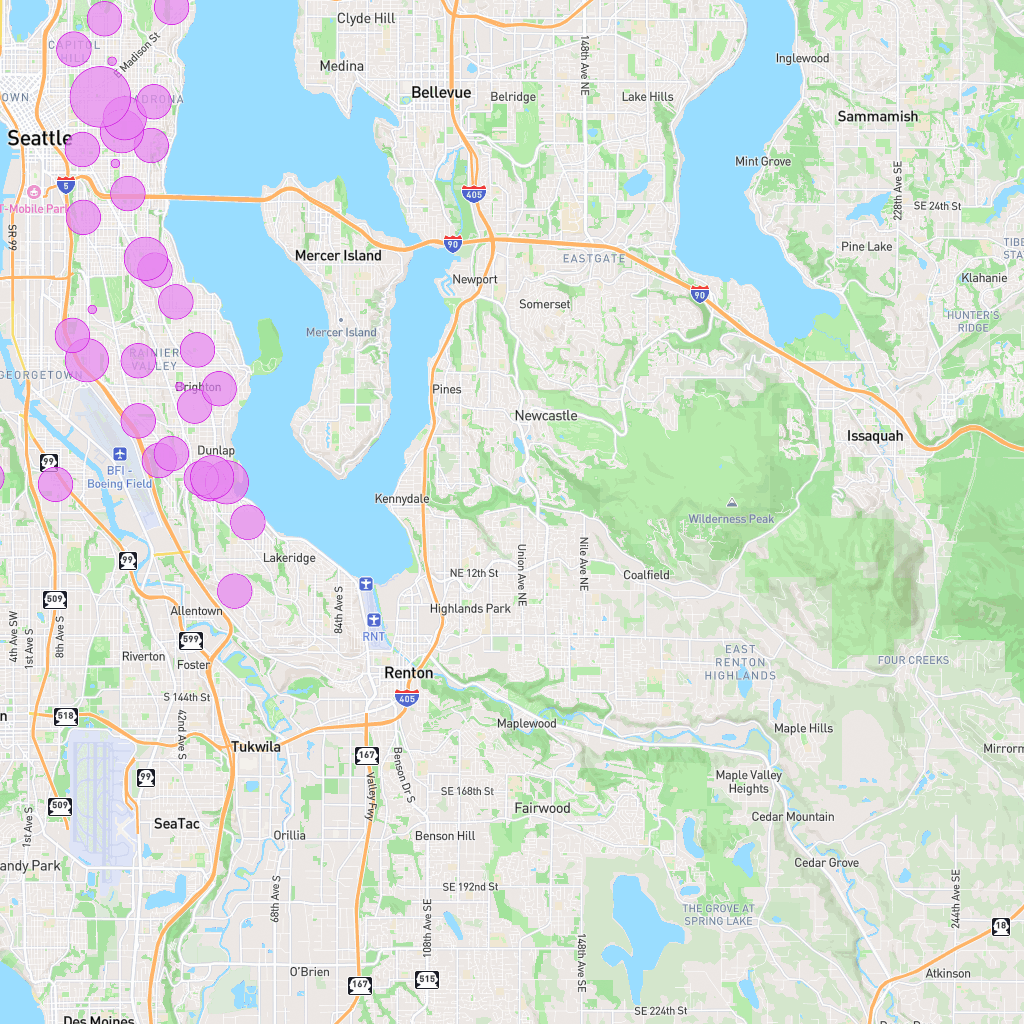 Clyde Hill
148th Ave NE
CAPITOL
HILL
E Madison St
Inglewood
Medina
Bellevue
Belridge
Lake Hills
OWN
Sammamish
Seattle
Mint Grove
5
405
228th Ave SE
T-Mobile Park
SE 24th St
SR 99
90
Pine Lake
Mercer Island
EASTGATE
Newport
Klahanie
90
Somerset
HUNTER'S
RIDGE
Mercer Island
RAINIER
VALLEY
GEORGETOWN
Brighton
Pines
Newcastle
Issaquah
Dunlap
99
BFI -
Boeing Field
Kennydale
Wilderness Peak
Lakeridge
99
Union Ave NE
Nile Ave NE
NE 12th St
Coalfield
84th Ave S
509
Allentown
Highlands Park
4th Ave SW
1st Ave S
8th Ave S
RNT
599
Riverton
Foster
EAST
RENTON
HIGHLANDS
FOUR CREEKS
Renton
405
S 144th St
518
42nd Ave S
Maplewood
Maple Hills
Tukwila
167
99
Benson Dr S
Valley Fwy
Maple Valley
Heights
SE 168th St
509
1st Ave S
Fairwood
Cedar Mountain
SeaTac
Orillia
Benson Hill
andy Park
Cedar Grove
SE 192nd St
68th Ave S
108th Ave SE
244th Ave SE
THE GROVE AT
SPRING LAKE
18
148th Ave SE
O'Brien
515
167
Atkinson
SE 224th St
Des Moines